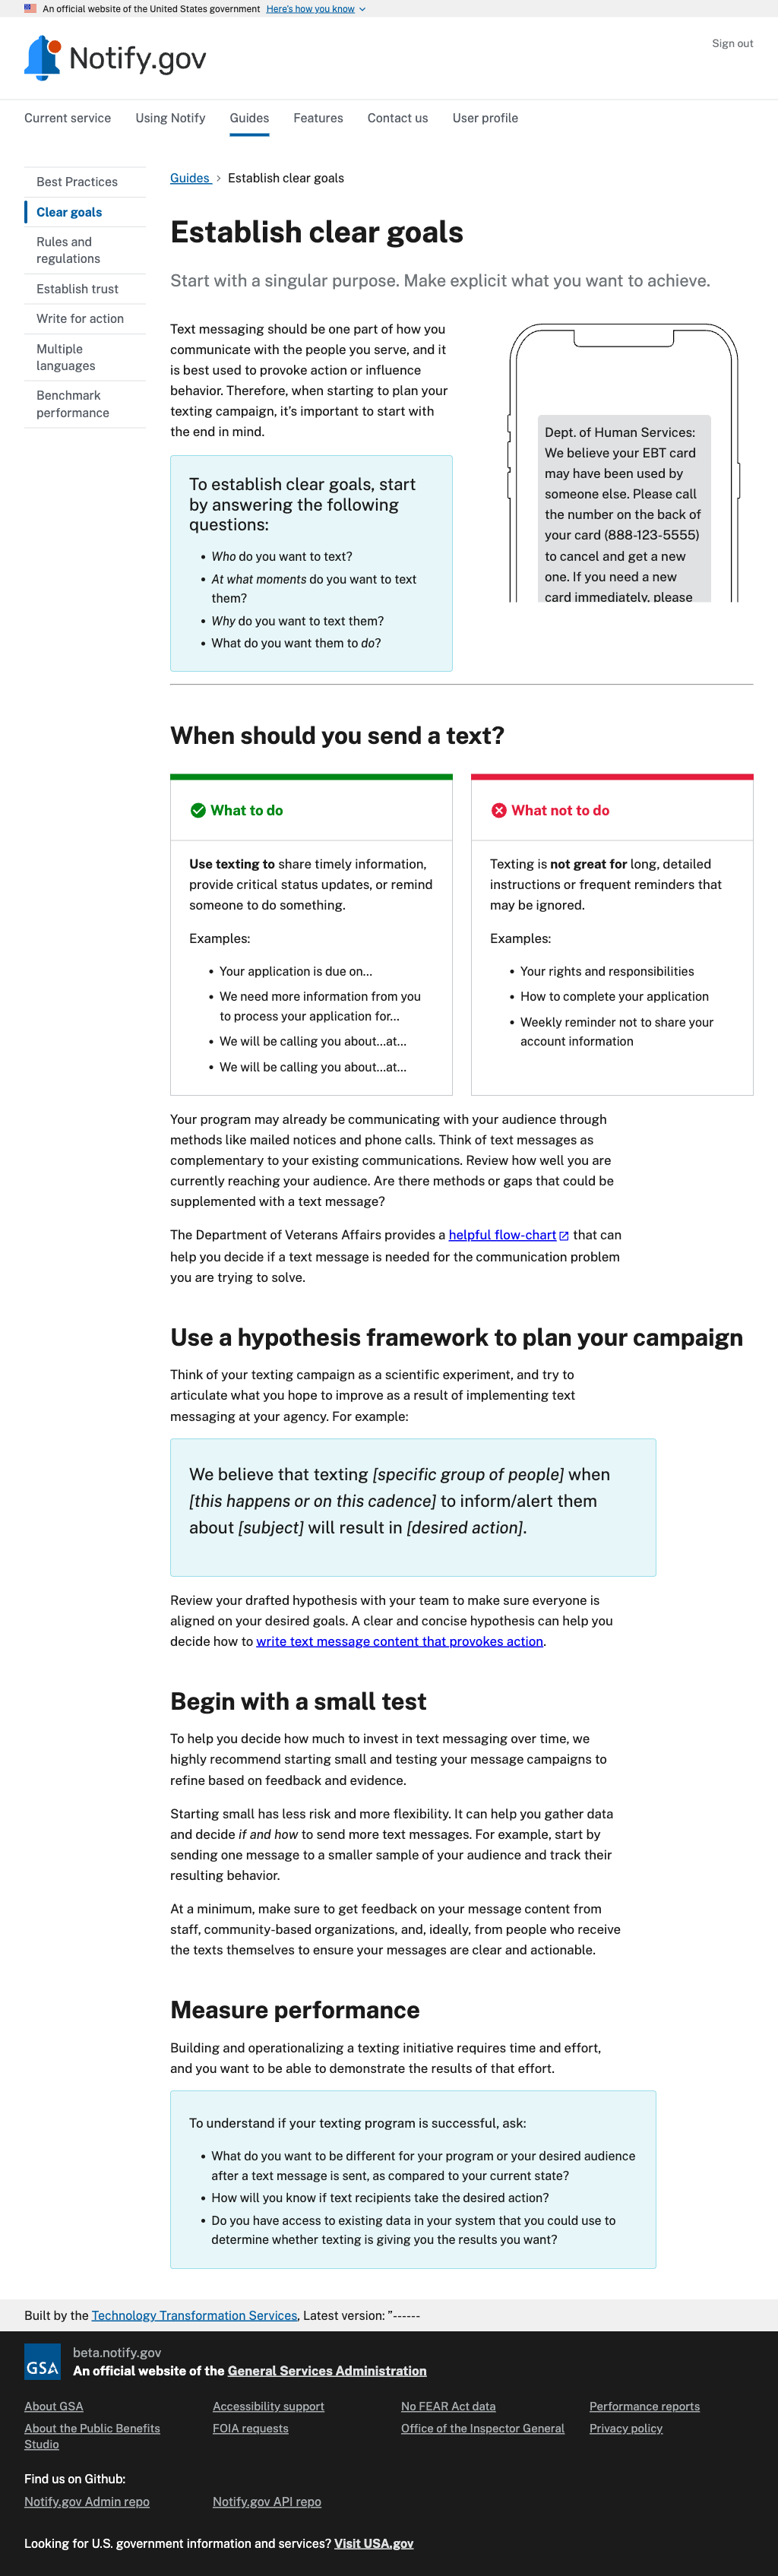 An official website of the United States government Here's how you know
Notify.gov
Sign out
Current service Using Notify Guides Features Contact us User profile
Best Practices
Clear goals
Rules and
regulations
Establish trust
Write for action
Multiple
languages
Benchmark
performance
Guides > Establish clear goals
Establish clear goals
Start with a singular purpose. Make explicit what you want to achieve.
Text messaging should be one part of how you
communicate with the people you serve, and it
is best used to provoke action or influence
behavior. Therefore, when starting to plan your
texting campaign, it's important to start with
the end in mind.
To establish clear goals, start
by answering the following
questions:
• Who do you want to text?
• At what moments do you want to text
them?
• Why do you want to text them?
• What do you want them to do?
Dept. of Human Services:
We believe your EBT card
may have been used by
someone else. Please call
the number on the back of
your card (888-123-5555)
to cancel and get a new
one. If you need a new
card immediately, please
When should you send a text?
What to do
Use texting to share timely information,
provide critical status updates, or remind
someone to do something.
Examples:
• Your application is due on...
• We need more information from you
to process your application for...
• We will be calling you about...at...
• We will be calling you about...at...
What not to do
Texting is not great for long, detailed
instructions or frequent reminders that
may be ignored.
Examples:
• Your rights and responsibilities
• How to complete your application
• Weekly reminder not to share your
account information
Your program may already be communicating with your audience through
methods like mailed notices and phone calls. Think of text messages as
complementary to your existing communications. Review how well you are
currently reaching your audience. Are there methods or gaps that could be
supplemented with a text message?
The Department of Veterans Affairs provides a helpful flow-chart that can
help you decide if a text message is needed for the communication problem
you are trying to solve.
Use a hypothesis framework to plan your campaign
Think of your texting campaign as a scientific experiment, and try to
articulate what you hope to improve as a result of implementing text
messaging at your agency. For example:
We believe that texting [specific group of people] when
[this happens or on this cadence] to inform/alert them
about [subject] will result in [desired action].
Review your drafted hypothesis with your team to make sure everyone is
aligned on your desired goals. A clear and concise hypothesis can help you
decide how to write text message content that provokes action.
Begin with a small test
To help you decide how much to invest in text messaging over time, we
highly recommend starting small and testing your message campaigns to
refine based on feedback and evidence.
Starting small has less risk and more flexibility. It can help you gather data
and decide if and how to send more text messages. For example, start by
sending one message to a smaller sample of your audience and track their
resulting behavior.
At a minimum, make sure to get feedback on your message content from
staff, community-based organizations, and, ideally, from people who receive
the texts themselves to ensure your messages are clear and actionable.
Measure performance
Building and operationalizing a texting initiative requires time and effort,
and you want to be able to demonstrate the results of that effort.
To understand if your texting program is successful, ask:
• What do you want to be different for your program or your desired audience
after a text message is sent, as compared to your current state?
• How will you know if text recipients take the desired action?
• Do you have access to existing data in your system that you could use to
determine whether texting is giving you the results you want?
Built by the Technology Transformation Services, Latest version: "------
GSA
beta.notify.gov
An official website of the General Services Administration
About GSA Accessibility support No FEAR Act data Performance reports
About the Public Benefits
Studio
FOIA requests Office of the Inspector General Privacy policy
Find us on Github:
Notify.gov Admin repo Notify.gov API repo
Looking for U.S. government information and services? Visit USA.gov